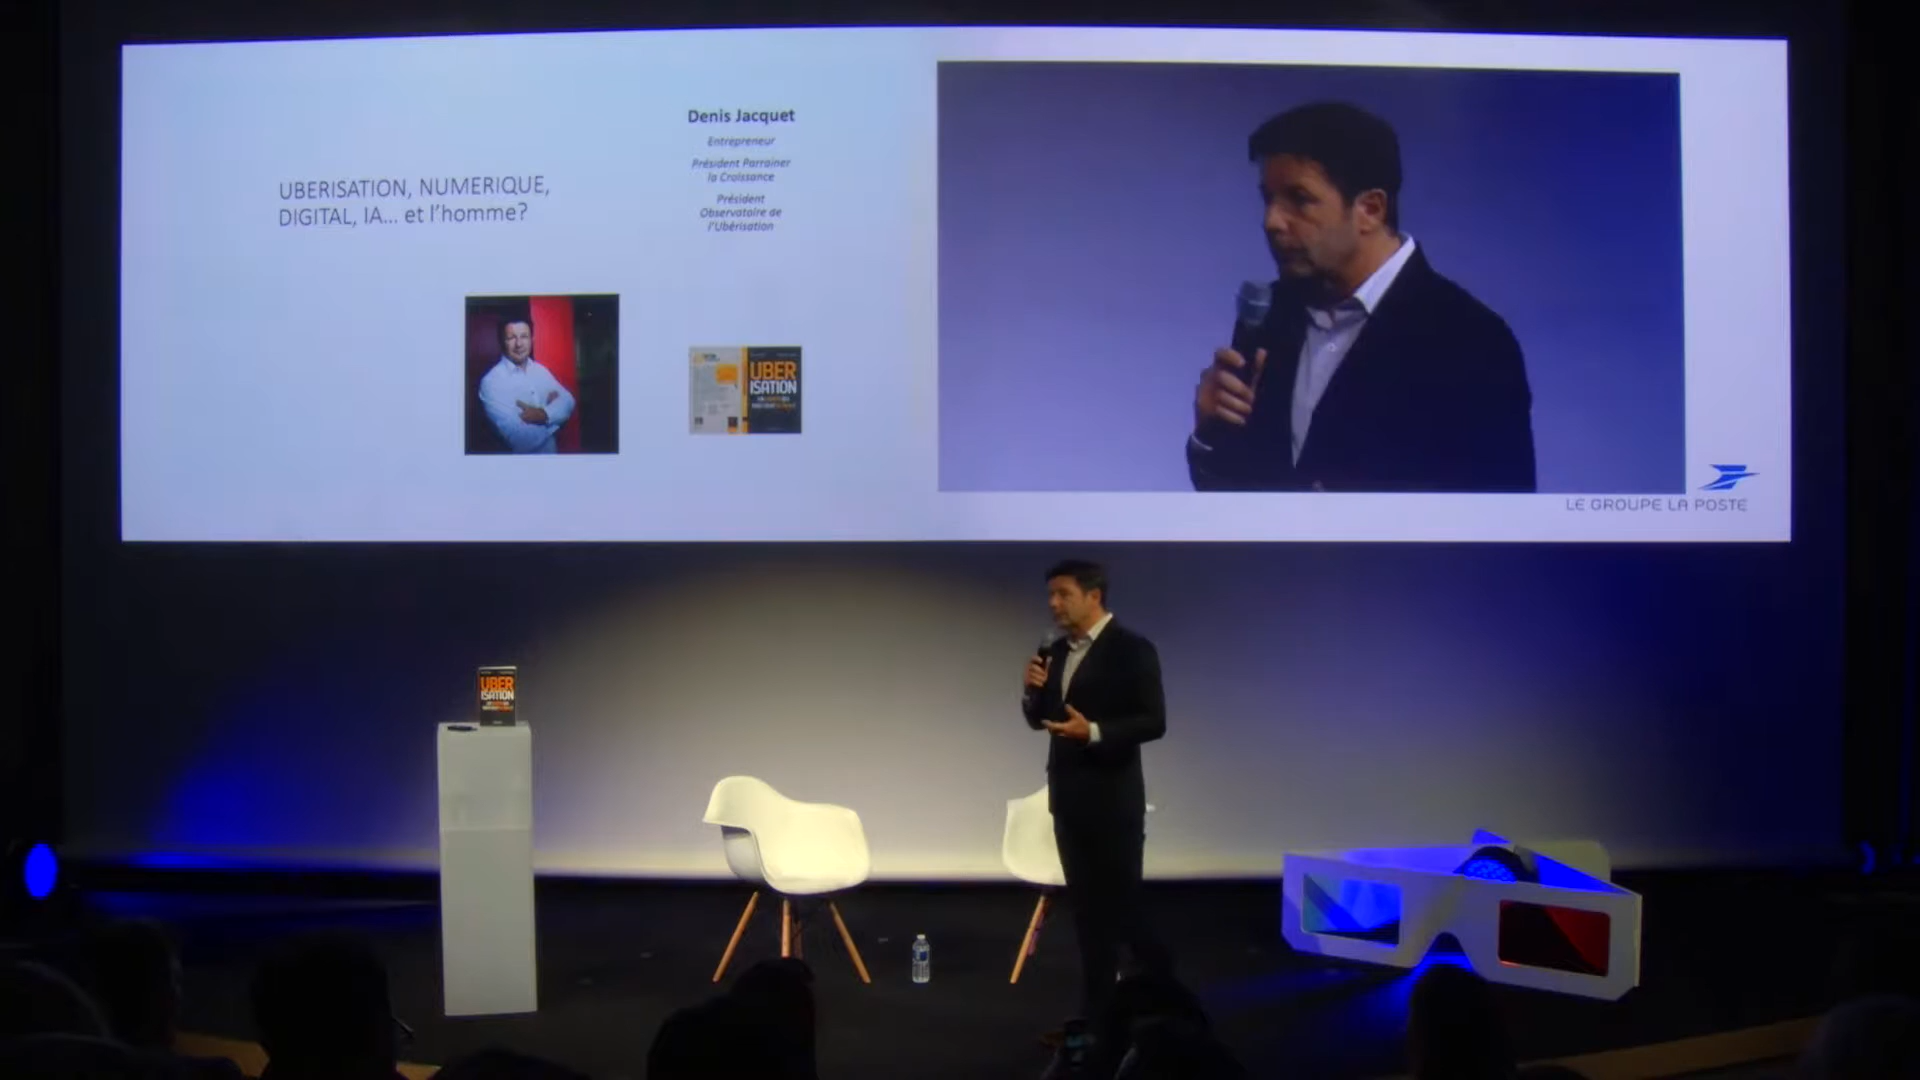 UBERISATION, NUMERIQUE,
DIGITAL, IA... et l'homme?
Denis Jacquet
Entrepreneur
Président Parrainer
la Croissance
Président
Observatoire de
l'Ubérisation
UBER
ISATION
LE GROUPE LA POSTE
UBER
ISATION